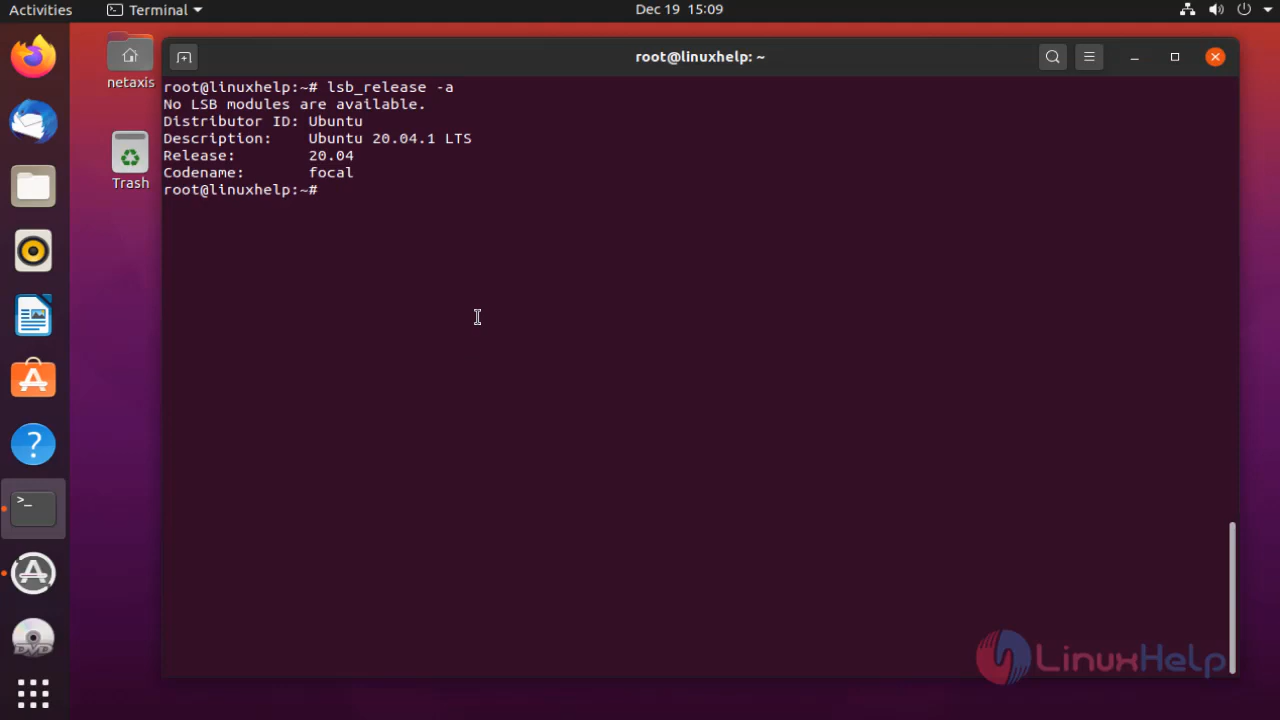 Activities Terminal Dec 19 15:09
netaxis
Trash
root@linuxhelp: ~
root@linuxhelp:~# lsb_release -a
No LSB modules are available.
Distributor ID: Ubuntu
Description: Ubuntu 20.04.1 LTS
Release: 20.04
Codename: focal
root@linuxhelp:~#
>_
?
DVD
LinuxHelp